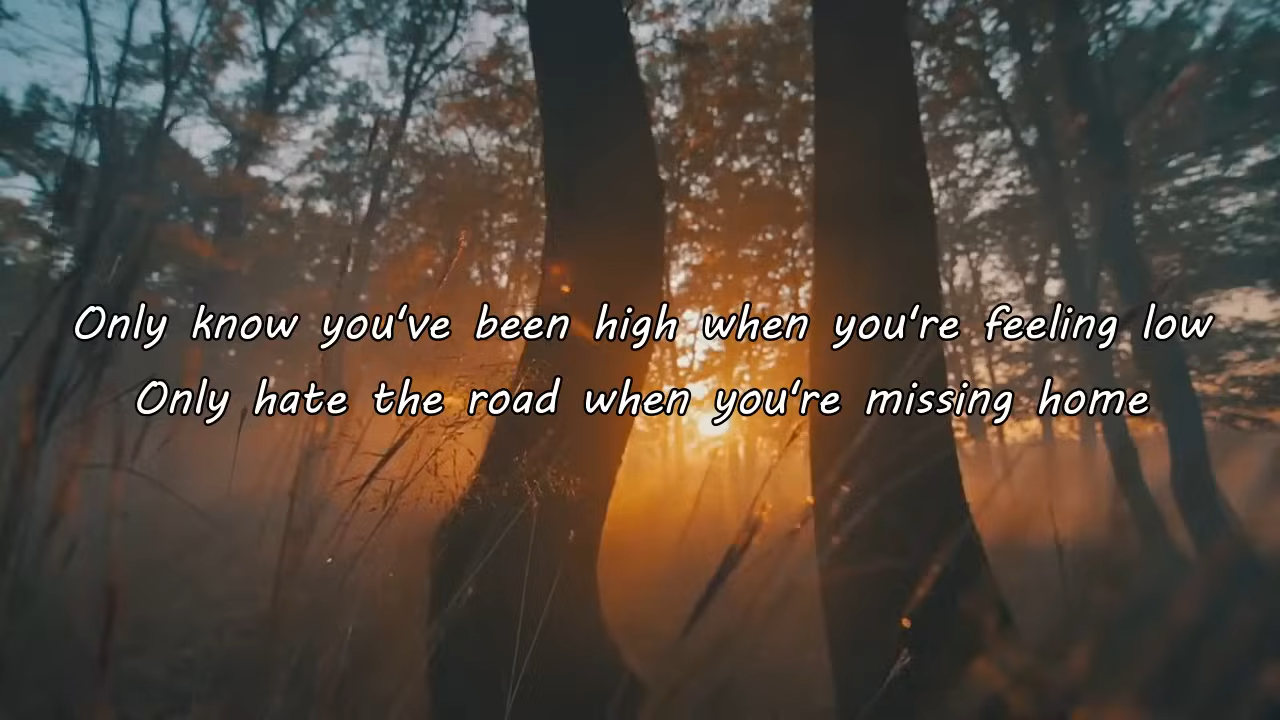 Only know you've been high when you're feeling low
Only hate the road when you're missing home